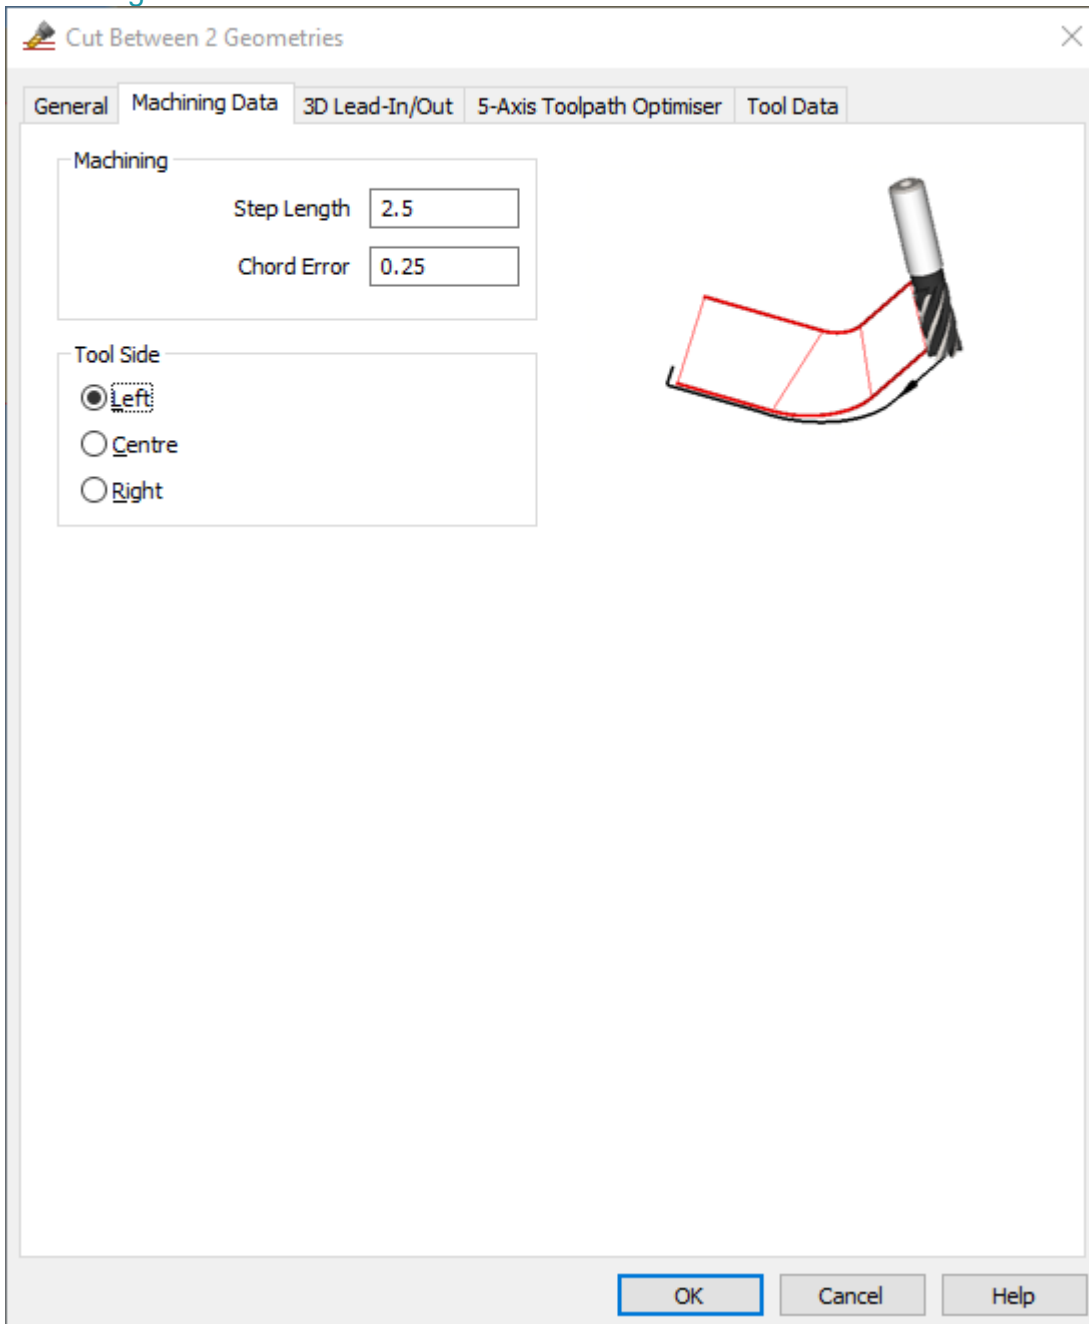 Cut Between 2 Geometries
General Machining Data 3D Lead-In/Out 5-Axis Toolpath Optimiser Tool Data
Machining
Step Length 2.5
Chord Error 0.25
Tool Side
Left
Centre
Right
OK Cancel Help